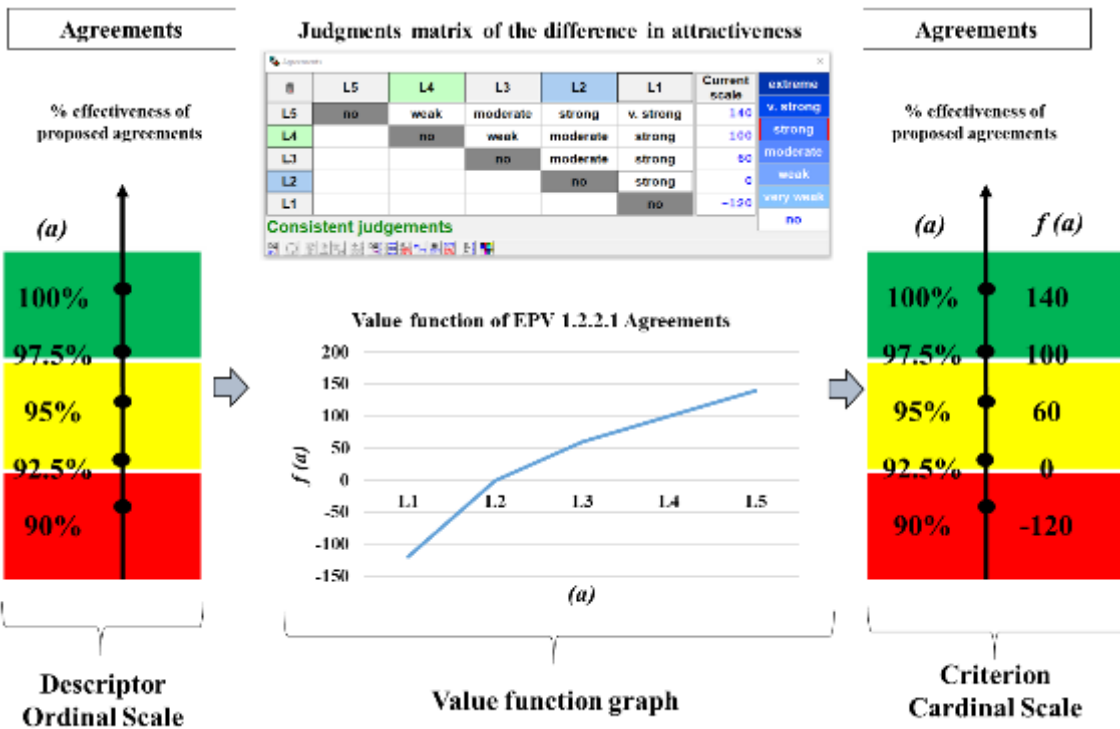 Agreements
Judgments matrix of the difference in attractiveness
Agreements
% effectiveness of
proposed agreements
(a)
100%
97.5%
95%
92.5%
90%
Descriptor
Ordinal Scale
Agreements
L5 L4 L3 L2 L1 Current scale
L5 no weak moderate strong v. strong 140
L4 no weak moderate strong 100
L3 no moderate strong 60
L2 no strong 0
L1 no -120
Consistent judgements
extreme
v. strong
strong
moderate
weak
very weak
no
Value function of EPV 1.2.2.1 Agreements
200
150
100
50
0
-50
-100
-150
f (a)
L1 L2 L3 L4 L5
(a)
Value function graph
% effectiveness of
proposed agreements
(a) f (a)
100% 140
97.5% 100
95% 60
92.5% 0
90% -120
Criterion
Cardinal Scale